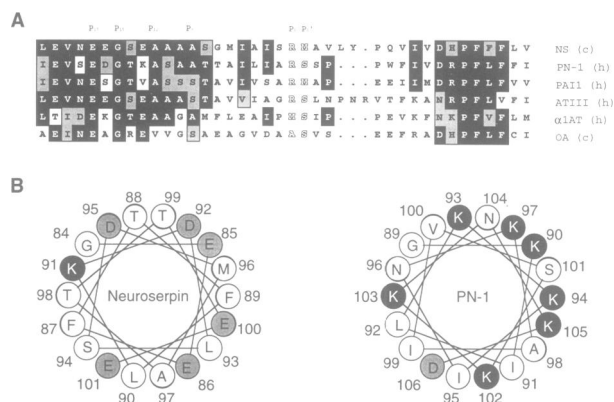 A
LEVNEEGSEAAAASGMIAISRMAVLY.PQVIVDHPFFFLV NS (c)
IEVSEDGTKASAATTAILIARSSP...PWFIVDRPFLFFI PN-1 (h)
EVNESGTVASSSTAVIVSARMAP...EEIIMDRPFLFVV PAI1 (h)
LEVNEEGSEAAASTAVVIAGRSLNPNRVTFKANRPFLVFI ATIII (h)
LTIDEKGTEAAGAMFLEAIPMSIP...PEVKFNKPFVFLM α1AT (h)
AEINEAGREVVGSAEAGVDAASVS...EEFRADHPFLFCI OA (c)
B
88 99
95 T T 92
84 D D 85
G E
91 K M 96
98 T Neuroserpin F 89
87 F E 100
S L
94 E E 93
101 L A 86
90 97
93 104
100 K N 97
89 V K 90
G K
96 N S 101
103 K PN-1 K 94
92 L K 105
I A
99 D I 98
106 I K 91
95 102